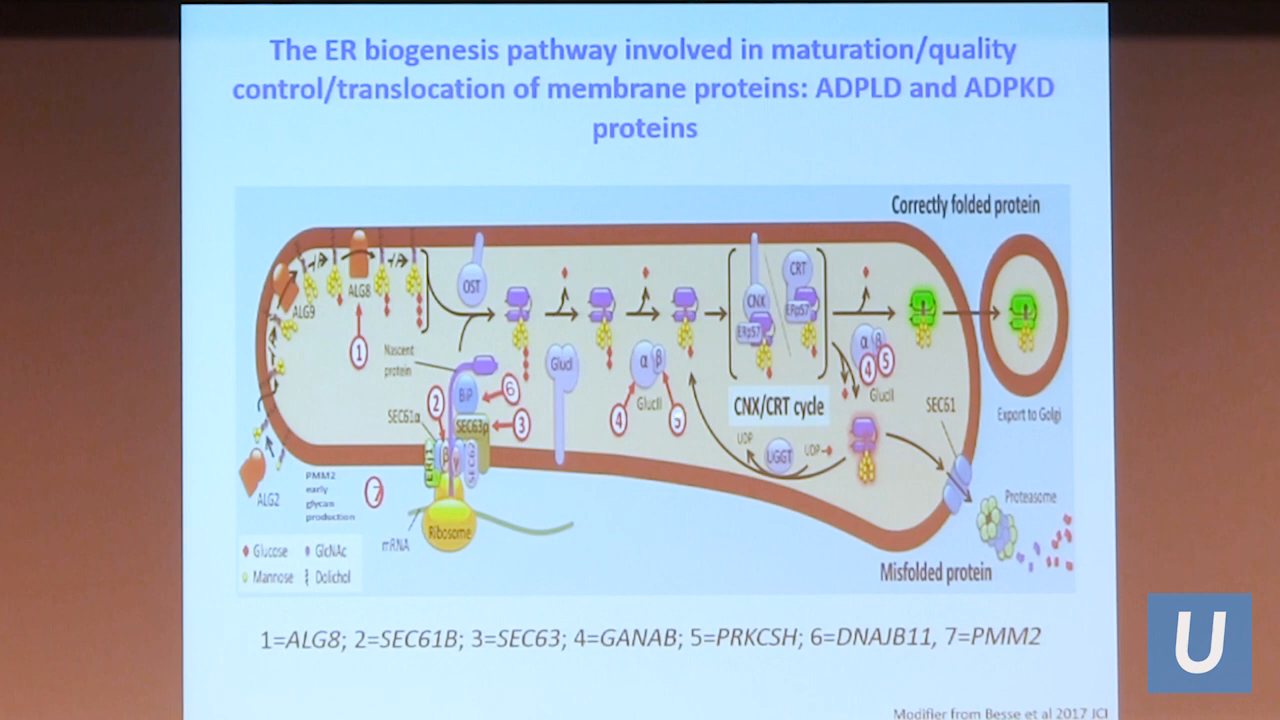 The ER biogenesis pathway involved in maturation/quality
control/translocation of membrane proteins: ADPLD and ADPKD
proteins
Correctly folded protein
ALG9
ALG8
OST
CNX
ERp57
CRT
ERp57
1
Nascent
protein
BiP
6
2
SEC61α
SEC63p
3
ERj1
β
γ
SEC62
α
β
GlucII
4
5
CNX/CRT cycle
α
β
4
5
GlucII
SEC61
Export to Golgi
UDP
UGGT
UDP
ALG2
PMM2
early
glycan
production
7
mRNA
Ribosome
Proteasome
Misfolded protein
Glucose
GlcNAc
Mannose
Dolichol
1=ALG8; 2=SEC61B; 3=SEC63; 4=GANAB; 5=PRKCSH; 6=DNAJB11, 7=PMM2
Modifier from Besse et al 2017 JCI
U